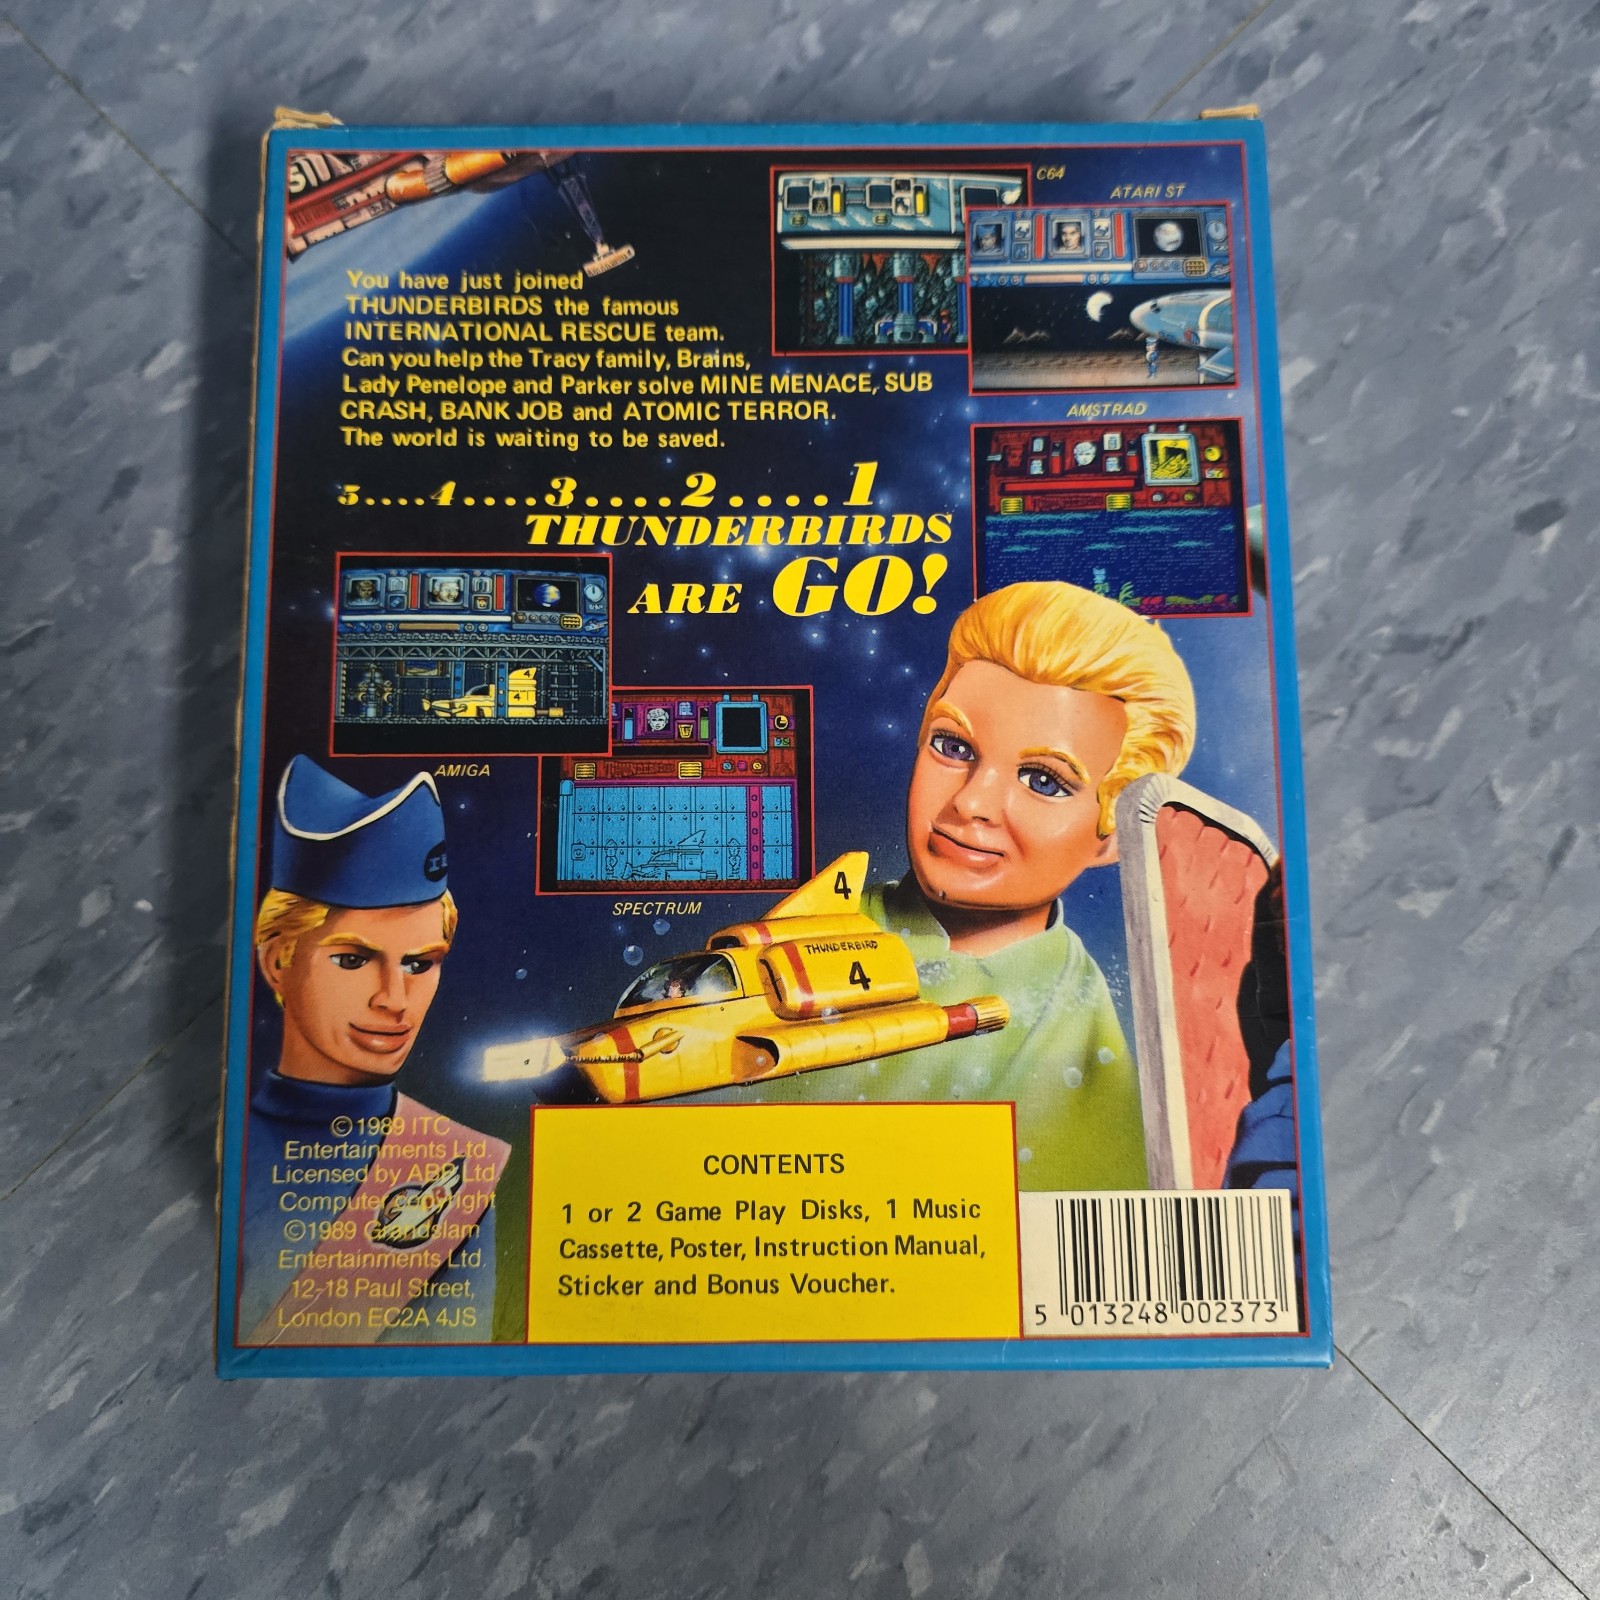 C64
ATARI ST
You have just joined
THUNDERBIRDS the famous
INTERNATIONAL RESCUE team.
Can you help the Tracy family, Brains,
Lady Penelope and Parker solve MINE MENACE, SUB
CRASH, BANK JOB and ATOMIC TERROR.
The world is waiting to be saved.
AMSTRAD
5....4....3....2....1
THUNDERBIRDS
ARE GO!
AMIGA
SPECTRUM
4
THUNDERBIRD
4
©1989 ITC
Entertainments Ltd.
Licensed by ABP Ltd.
Computer copyright
©1989 Grandslam
Entertainments Ltd.
12-18 Paul Street,
London EC2A 4JS
CONTENTS
1 or 2 Game Play Disks, 1 Music
Cassette, Poster, Instruction Manual,
Sticker and Bonus Voucher.
5 013248 002373